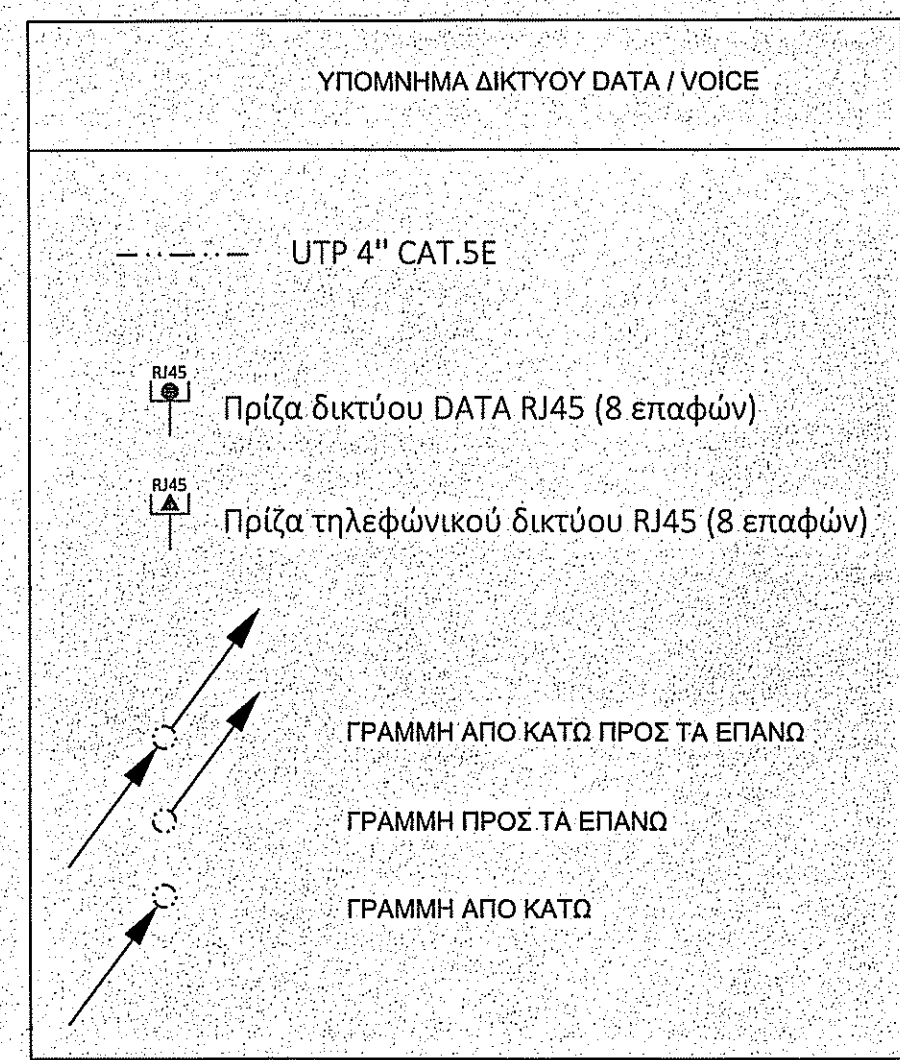 ΥΠΟΜΝΗΜΑ ΔΙΚΤΥΟΥ DATA / VOICE
UTP 4" CAT.5E
RJ45
Πρίζα δικτύου DATA RJ45 (8 επαφών)
RJ45
Πρίζα τηλεφώνικού δικτύου RJ45 (8 επαφών)
ΓΡΑΜΜΗ ΑΠΟ ΚΑΤΩ ΠΡΟΣ ΤΑ ΕΠΑΝΩ
ΓΡΑΜΜΗ ΠΡΟΣ ΤΑ ΕΠΑΝΩ
ΓΡΑΜΜΗ ΑΠΟ ΚΑΤΩ